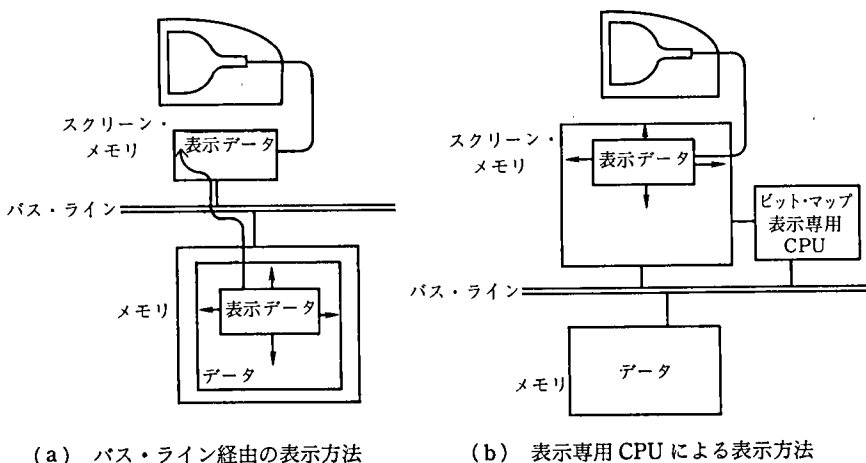 スクリーン・
メモリ
表示データ
バス・ライン
メモリ
表示データ
データ
(a) バス・ライン経由の表示方法
スクリーン・
メモリ
表示データ
ビット・マップ
表示専用
CPU
バス・ライン
メモリ
データ
(b) 表示専用 CPU による表示方法